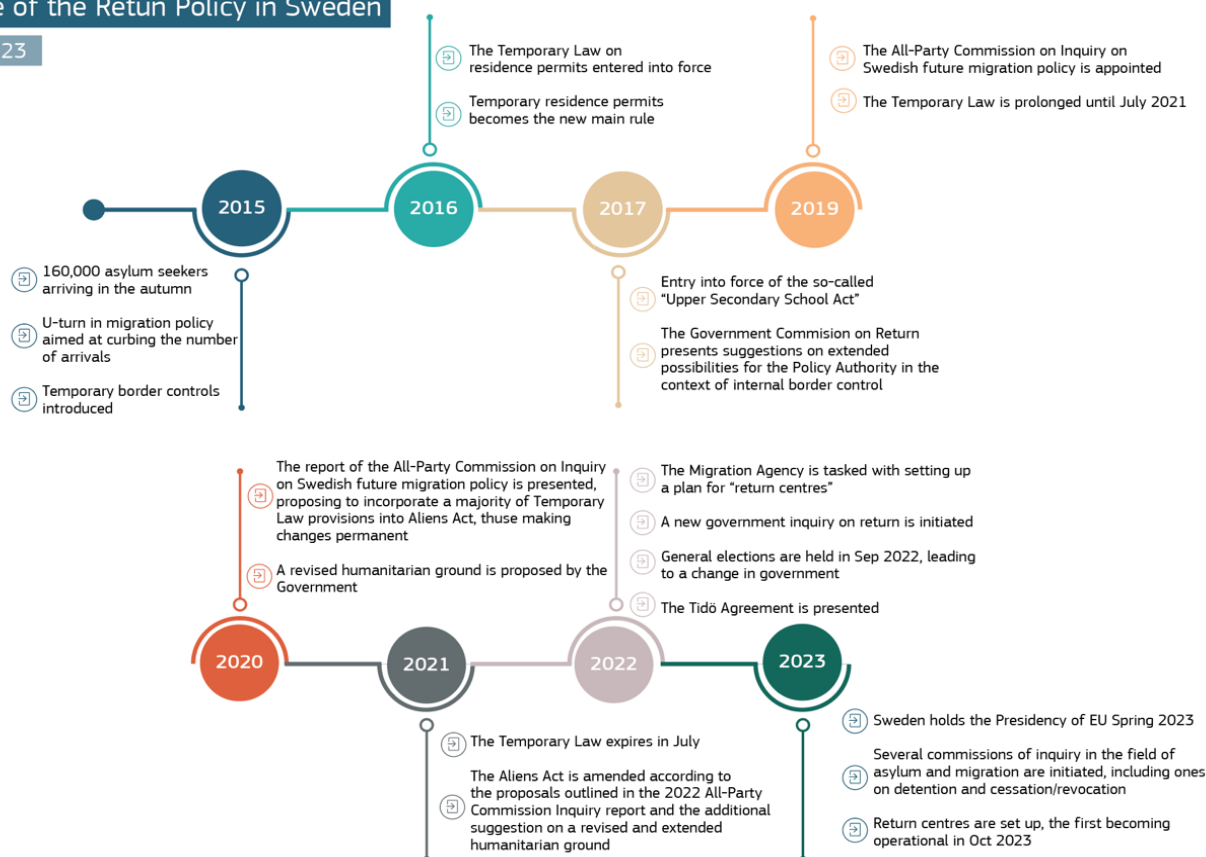 e of the Retun Policy in Sweden
23
The Temporary Law on
residence permits entered into force
Temporary residence permits
becomes the new main rule
The All-Party Commission on Inquiry on
Swedish future migration policy is appointed
The Temporary Law is prolonged until July 2021
2015
2016
2017
2019
160,000 asylum seekers
arriving in the autumn
U-turn in migration policy
aimed at curbing the number
of arrivals
Temporary border controls
introduced
Entry into force of the so-called
“Upper Secondary School Act”
The Government Commision on Return
presents suggestions on extended
possibilities for the Policy Authority in the
context of internal border control
The report of the All-Party Commission on Inquiry
on Swedish future migration policy is presented,
proposing to incorporate a majority of Temporary
Law provisions into Aliens Act, thuse making
changes permanent
A revised humanitarian ground is proposed by the
Government
The Migration Agency is tasked with setting up
a plan for “return centres”
A new government inquiry on return is initiated
General elections are held in Sep 2022, leading
to a change in government
The Tidö Agreement is presented
2020
2021
2022
2023
The Temporary Law expires in July
The Aliens Act is amended according to
the proposals outlined in the 2022 All-Party
Commission Inquiry report and the additional
suggestion on a revised and extended
humanitarian ground
Sweden holds the Presidency of EU Spring 2023
Several commissions of inquiry in the field of
asylum and migration are initiated, including ones
on detention and cessation/revocation
Return centres are set up, the first becoming
operational in Oct 2023